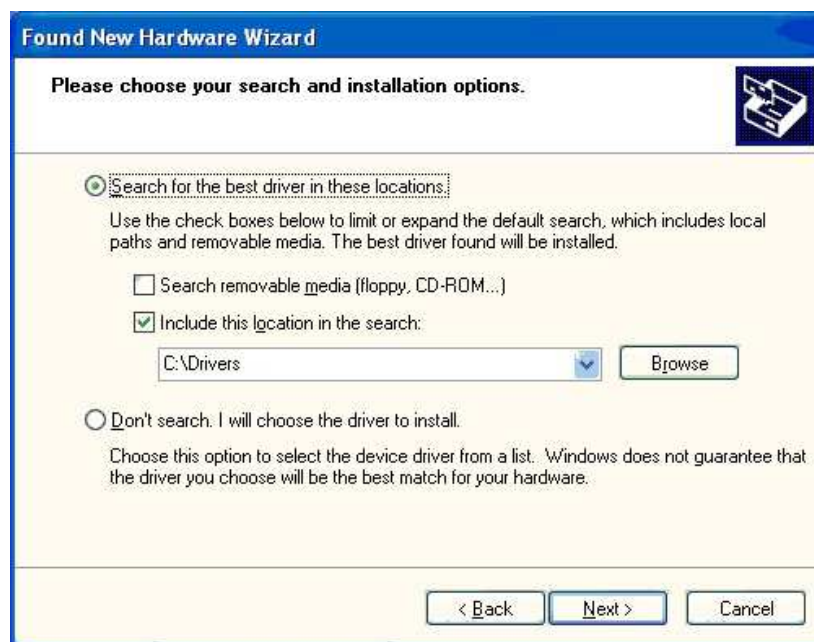 Found New Hardware Wizard
Please choose your search and installation options.
Search for the best driver in these locations.
Use the check boxes below to limit or expand the default search, which includes local
paths and removable media. The best driver found will be installed.
Search removable media (floppy, CD-ROM...)
Include this location in the search:
C:\Drivers
Browse
Don't search. I will choose the driver to install.
Choose this option to select the device driver from a list. Windows does not guarantee that
the driver you choose will be the best match for your hardware.
< Back Next > Cancel